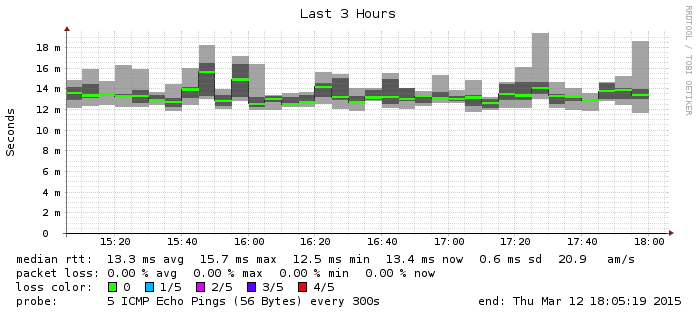 Last 3 Hours
RRDTOOL / TOBI OETIKER
Seconds
18 m
16 m
14 m
12 m
10 m
8 m
6 m
4 m
2 m
0
15:20 15:40 16:00 16:20 16:40 17:00 17:20 17:40 18:00
median rtt: 13.3 ms avg 15.7 ms max 12.5 ms min 13.4 ms now 0.6 ms sd 20.9 am/s
packet loss: 0.00 % avg 0.00 % max 0.00 % min 0.00 % now
loss color: 0 1/5 2/5 3/5 4/5
probe: 5 ICMP Echo Pings (56 Bytes) every 300s end: Thu Mar 12 18:05:19 2015